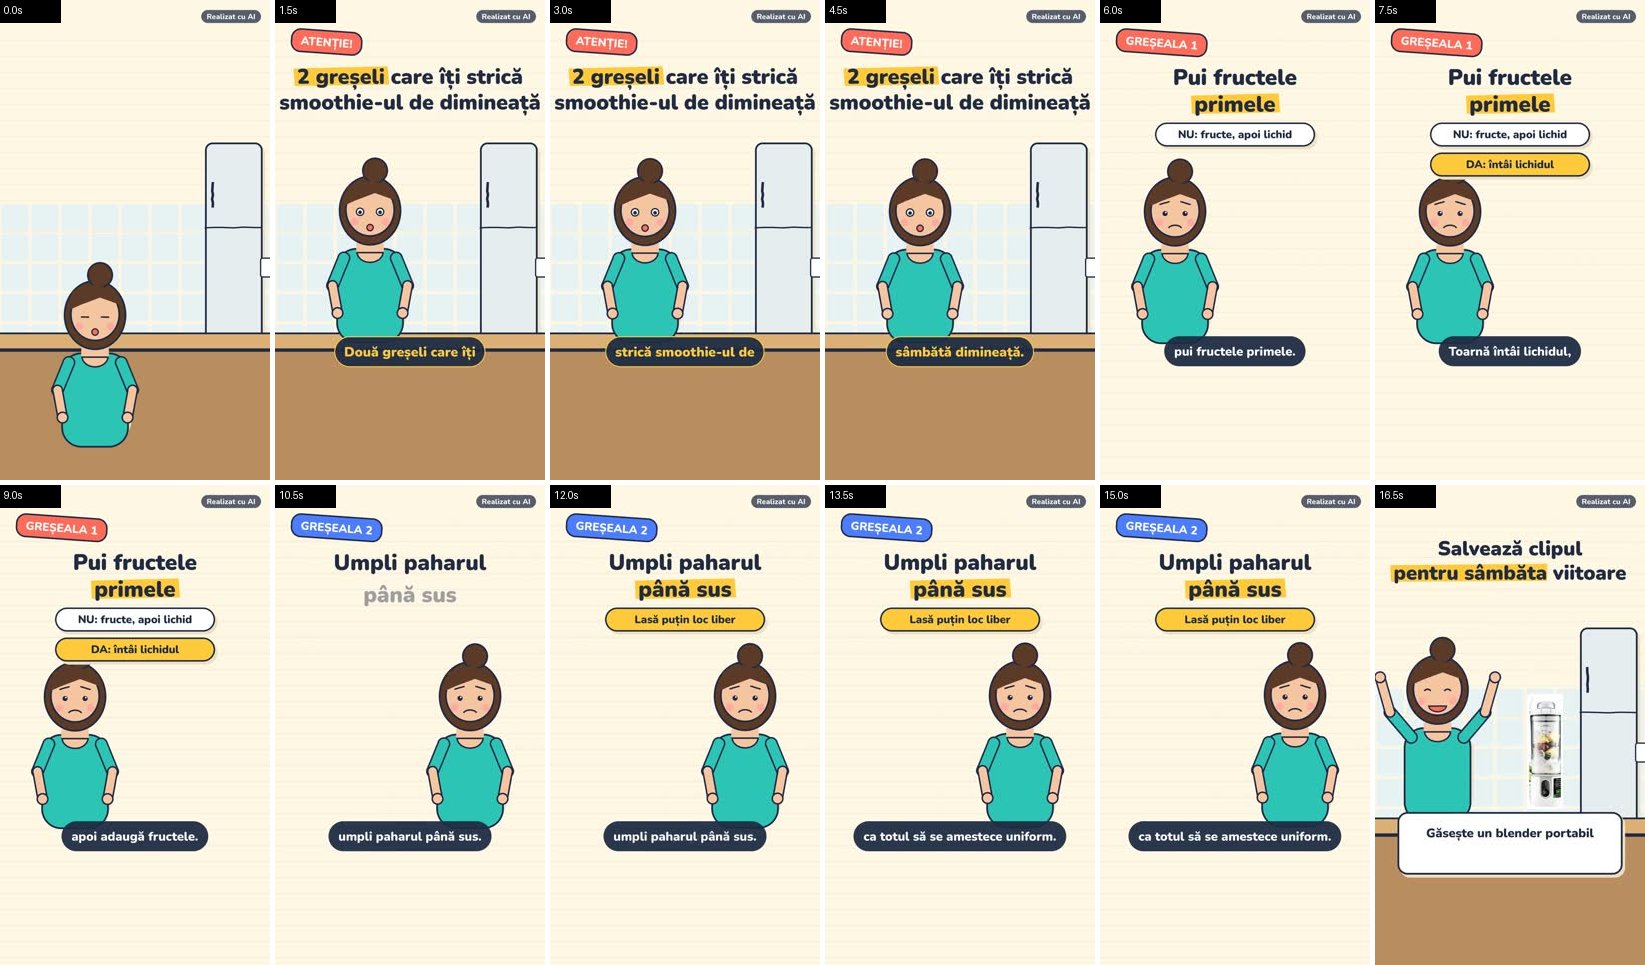 0.0s
Realizat cu AI
1.5s
Realizat cu AI
ATENȚIE!
2 greșeli care îți strică
smoothie-ul de dimineață
Două greșeli care îți
3.0s
Realizat cu AI
ATENȚIE!
2 greșeli care îți strică
smoothie-ul de dimineață
strică smoothie-ul de
4.5s
Realizat cu AI
ATENȚIE!
2 greșeli care îți strică
smoothie-ul de dimineață
sâmbătă dimineață.
6.0s
Realizat cu AI
GREȘEALA 1
Pui fructele
primele
NU: fructe, apoi lichid
pui fructele primele.
7.5s
Realizat cu AI
GREȘEALA 1
Pui fructele
primele
NU: fructe, apoi lichid
DA: întâi lichidul
Toarnă întâi lichidul,
9.0s
Realizat cu AI
GREȘEALA 1
Pui fructele
primele
NU: fructe, apoi lichid
DA: întâi lichidul
apoi adaugă fructele.
10.5s
Realizat cu AI
GREȘEALA 2
Umpli paharul
până sus
umpli paharul până sus.
12.0s
Realizat cu AI
GREȘEALA 2
Umpli paharul
până sus
Lasă puțin loc liber
umpli paharul până sus.
13.5s
Realizat cu AI
GREȘEALA 2
Umpli paharul
până sus
Lasă puțin loc liber
ca totul să se amestece uniform.
15.0s
Realizat cu AI
GREȘEALA 2
Umpli paharul
până sus
Lasă puțin loc liber
ca totul să se amestece uniform.
16.5s
Realizat cu AI
Salvează clipul
pentru sâmbăta viitoare
Găsește un blender portabil